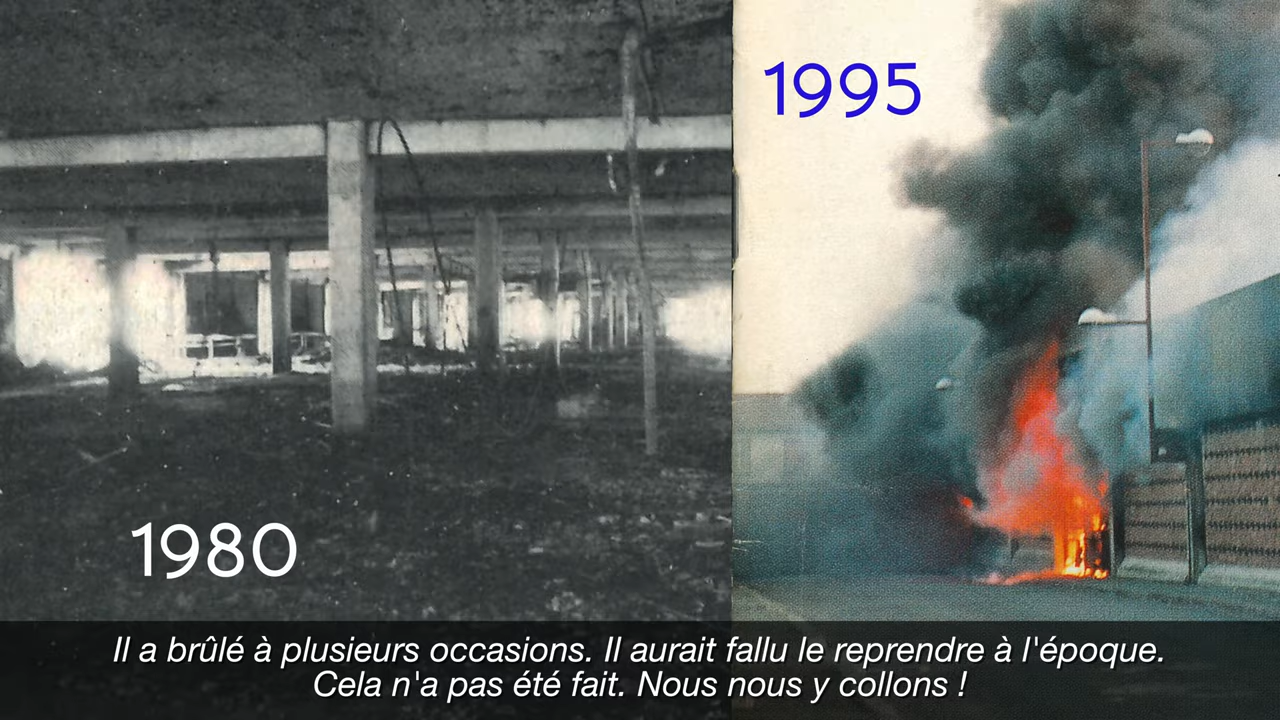 1995
1980
Il a brûlé à plusieurs occasions. Il aurait fallu le reprendre à l'époque.
Cela n'a pas été fait. Nous nous y collons !